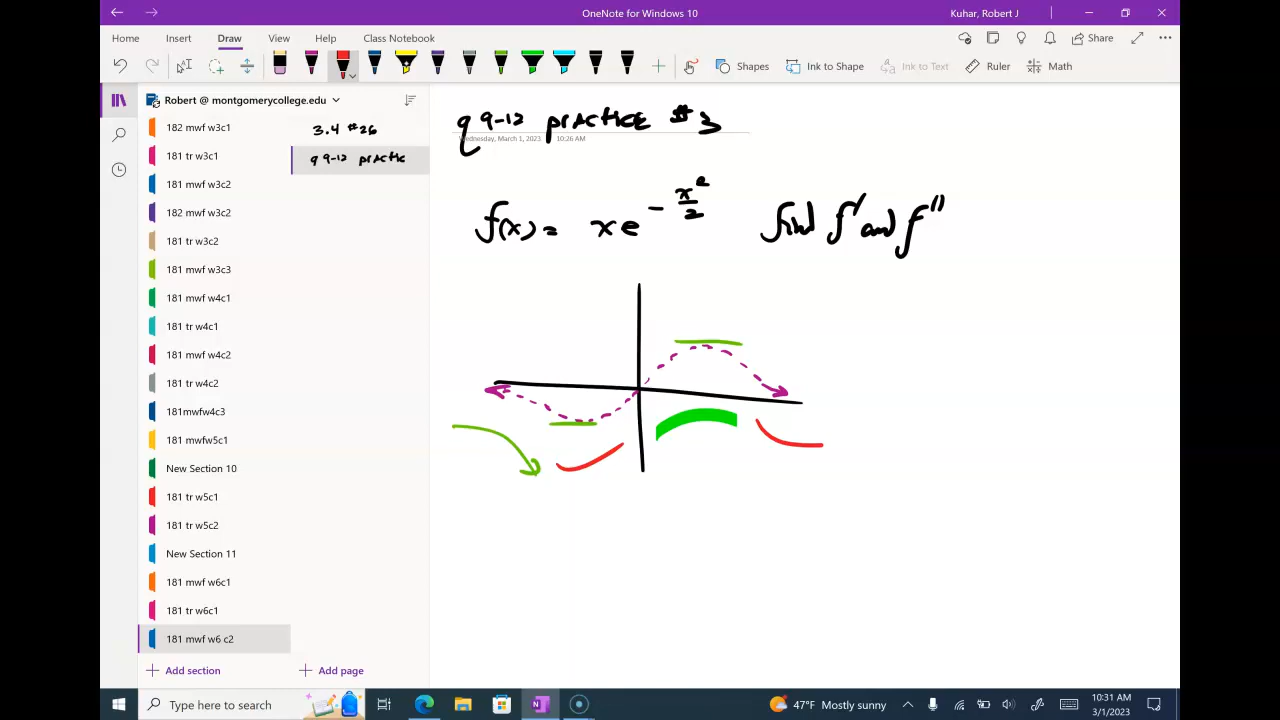 OneNote for Windows 10
Kuhar, Robert J
Home Insert Draw View Help Class Notebook
Shapes Ink to Shape Ink to Text Ruler Math
Share
Robert @ montgomerycollege.edu
182 mwf w3c1
181 tr w3c1
181 mwf w3c2
182 mwf w3c2
181 tr w3c2
181 mwf w3c3
181 mwf w4c1
181 tr w4c1
181 mwf w4c2
181 tr w4c2
181mwfw4c3
181 mwfw5c1
New Section 10
181 tr w5c1
181 tr w5c2
New Section 11
181 mwf w6c1
181 tr w6c1
181 mwf w6 c2
Add section
3.4 #26
q 9-12 practic
Add page
q 9-12 practice #3
Wednesday, March 1, 2023 10:26 AM
f(x) = xe^{-x^2/2} find f' and f''
Type here to search
47°F Mostly sunny
10:31 AM
3/1/2023